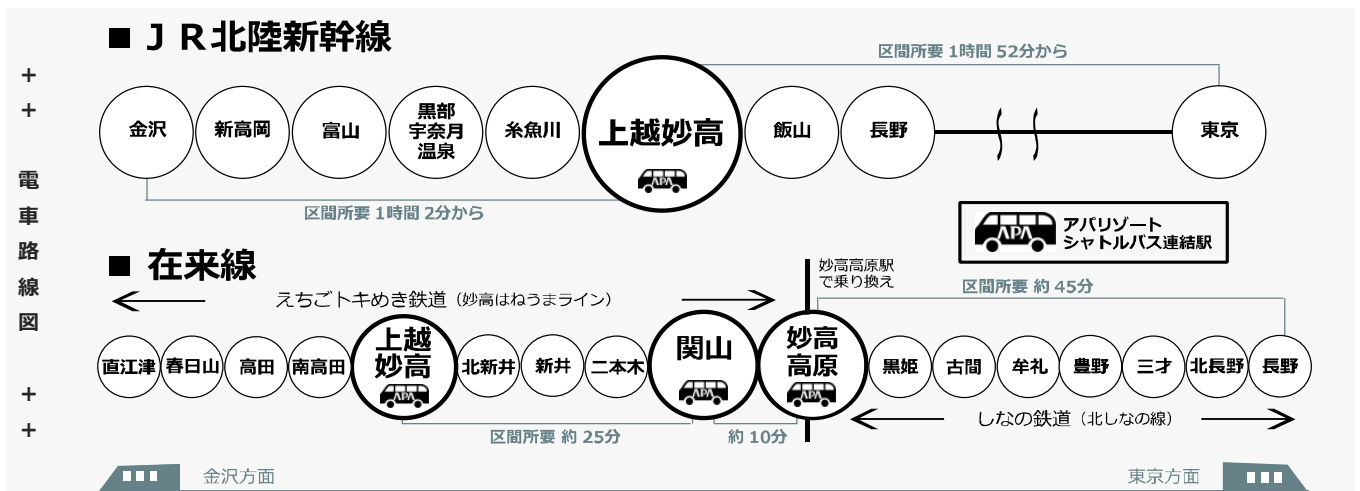 ■ ＪＲ北陸新幹線
区間所要 1時間 52分から
金沢
新高岡
富山
黒部
宇奈月
温泉
糸魚川
上越妙高
APA
飯山
長野
東京
区間所要 1時間 2分から
APA
アパリゾート
シャトルバス連結駅
++
電車路線図
++
■ 在来線
えちごトキめき鉄道（妙高はねうまライン）
妙高高原駅
で乗り換え
区間所要 約 45分
直江津
春日山
高田
南高田
上越
妙高
APA
北新井
新井
二本木
関山
APA
妙高
高原
APA
黒姫
古間
牟礼
豊野
三才
北長野
長野
区間所要 約 25分
約 10分
しなの鉄道（北しなの線）
金沢方面
東京方面